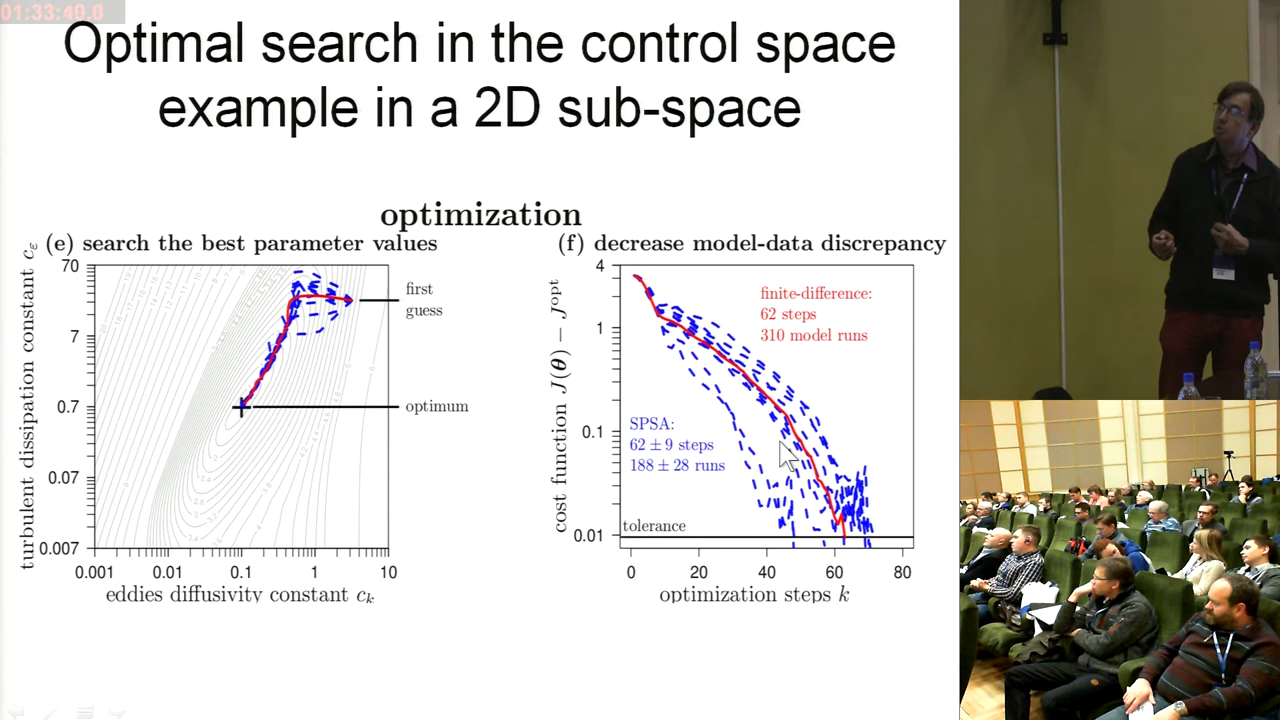 01:33:49.0
Optimal search in the control space
example in a 2D sub-space
optimization
(e) search the best parameter values
turbulent dissipation constant cε
70
7
0.7
0.07
0.007
0.001
0.01
0.1
1
10
eddies diffusivity constant ck
first
guess
optimum
(f) decrease model-data discrepancy
cost function J(θ) − Jopt
4
1
0.1
0.01
finite-difference:
62 steps
310 model runs
SPSA:
62 ± 9 steps
188 ± 28 runs
tolerance
0
20
40
60
80
optimization steps k